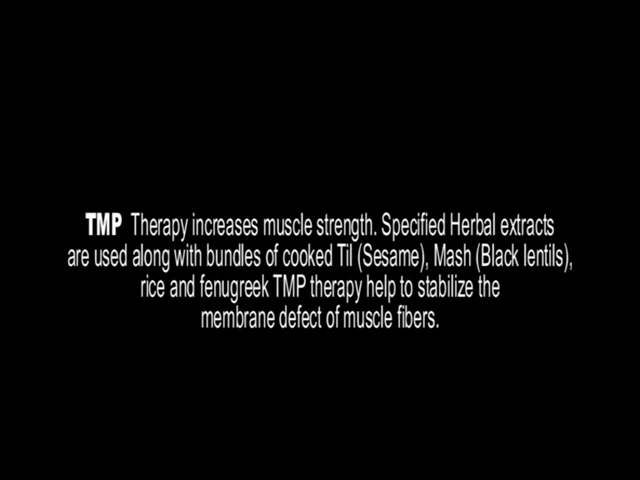 TMP Therapy increases muscle strength. Specified Herbal extracts
are used along with bundles of cooked Til (Sesame), Mash (Black lentils),
rice and fenugreek TMP therapy help to stabilize the
membrane defect of muscle fibers.